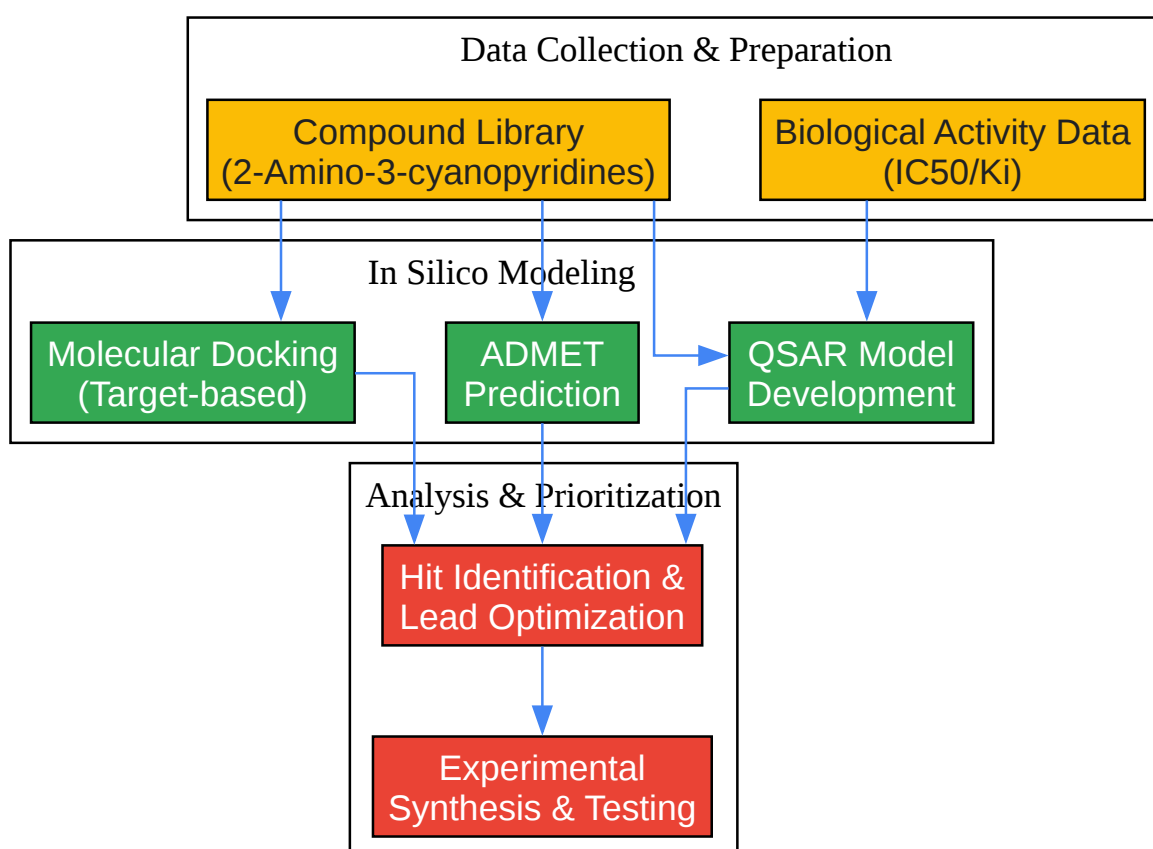 Data Collection & Preparation
Compound Library
(2-Amino-3-cyanopyridines)
Biological Activity Data
(IC50/Ki)
In Silico Modeling
Molecular Docking
(Target-based)
ADMET
Prediction
QSAR Model
Development
Analysis & Prioritization
Hit Identification &
Lead Optimization
Experimental
Synthesis & Testing